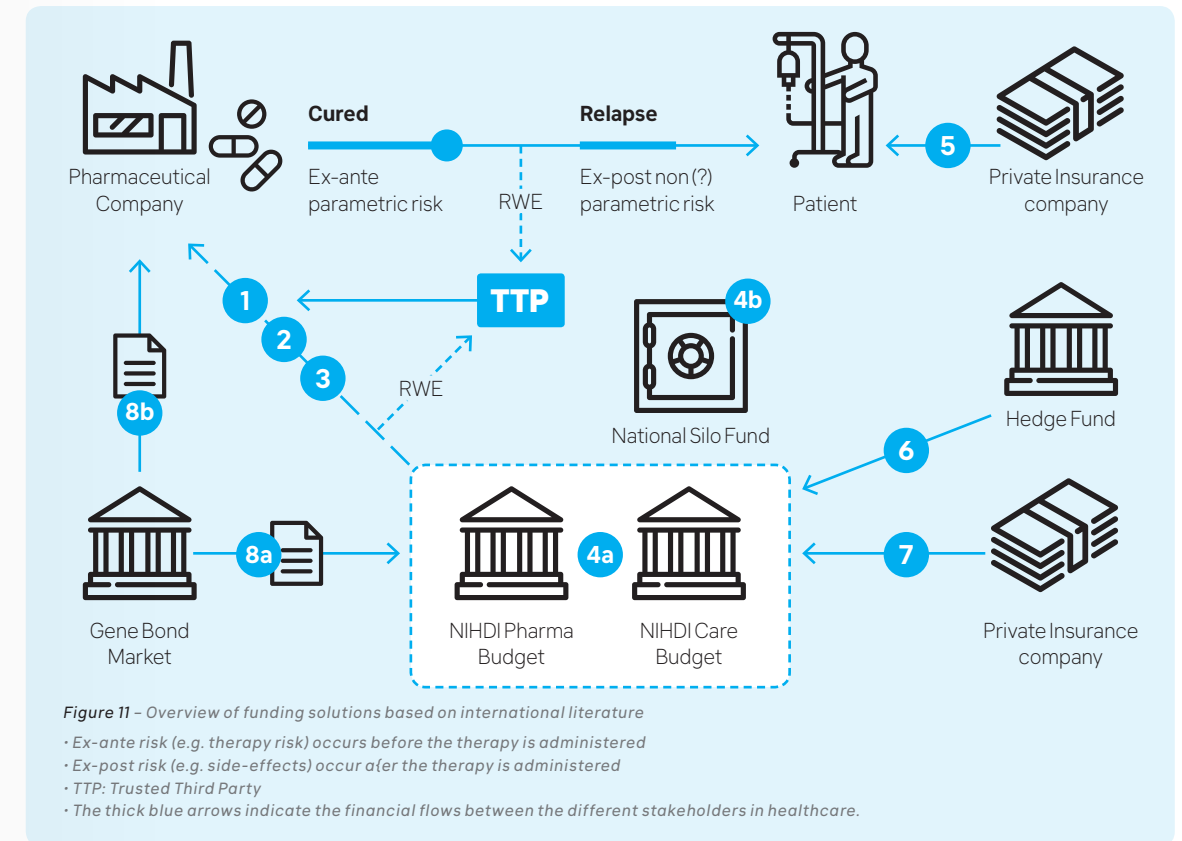 Cured
Relapse
5
Pharmaceutical
Company
Ex-ante
parametric risk
RWE
Ex-post non (?)
parametric risk
Patient
Private Insurance
company
1
TTP
4b
2
3
RWE
8b
National Silo Fund
Hedge Fund
6
8a
4a
7
Gene Bond
Market
NIHDI Pharma
Budget
NIHDI Care
Budget
Private Insurance
company
Figure 11 – Overview of funding solutions based on international literature
• Ex-ante risk (e.g. therapy risk) occurs before the therapy is administered
• Ex-post risk (e.g. side-effects) occur a{er the therapy is administered
• TTP: Trusted Third Party
• The thick blue arrows indicate the financial flows between the different stakeholders in healthcare.